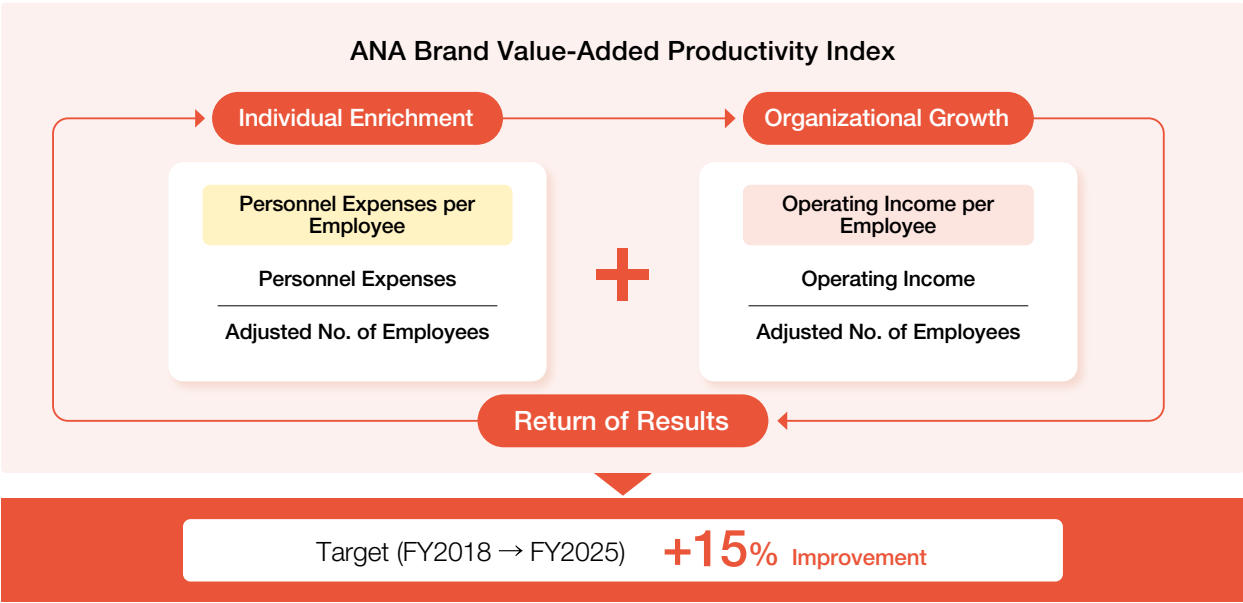 ANA Brand Value-Added Productivity Index
Individual Enrichment
Organizational Growth
Personnel Expenses per
Employee
Personnel Expenses
Adjusted No. of Employees
+
Operating Income per
Employee
Operating Income
Adjusted No. of Employees
Return of Results
Target (FY2018 → FY2025) +15% Improvement